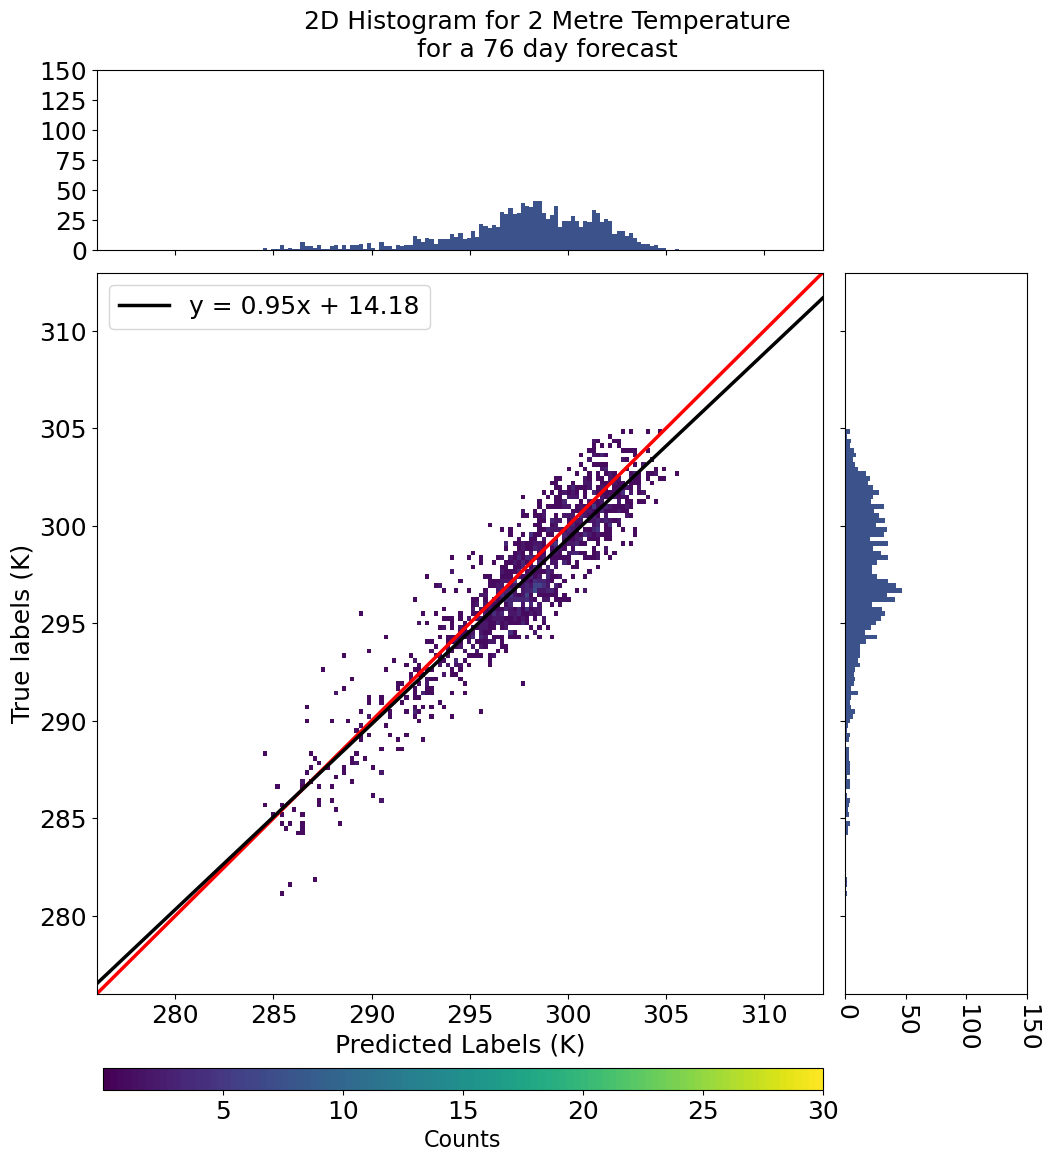 2D Histogram for 2 Metre Temperature
for a 76 day forecast
150
125
100
75
50
25
0
y = 0.95x + 14.18
310
305
300
295
290
285
280
True labels (K)
280 285 290 295 300 305 310
Predicted Labels (K)
0 50 100 150
5 10 15 20 25 30
Counts